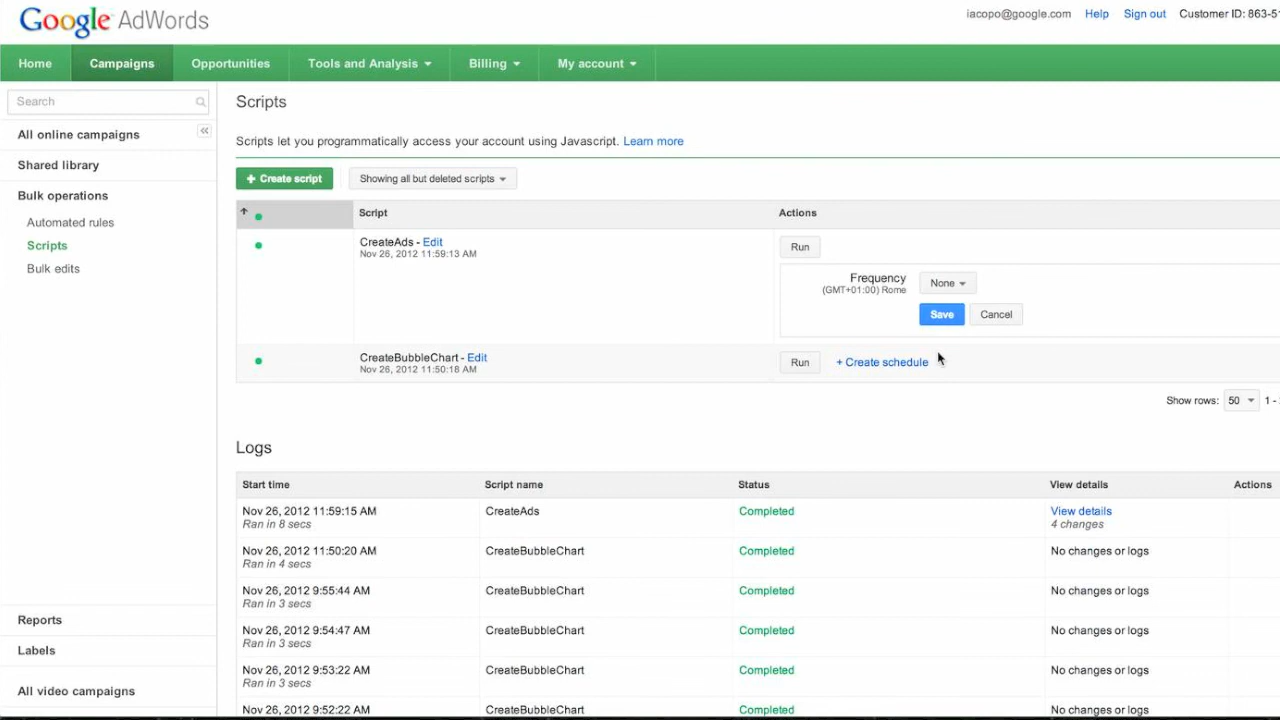 Google AdWords
iacopo@google.com Help Sign out Customer ID: 863-5
Home Campaigns Opportunities Tools and Analysis Billing My account
Search
All online campaigns
Shared library
Bulk operations
Automated rules
Scripts
Bulk edits
Reports
Labels
All video campaigns
Scripts
Scripts let you programmatically access your account using Javascript. Learn more
+ Create script Showing all but deleted scripts
Script Actions
CreateAds - Edit Run
Nov 26, 2012 11:59:13 AM
Frequency None
(GMT+01:00) Rome
Save Cancel
CreateBubbleChart - Edit Run + Create schedule
Nov 26, 2012 11:50:18 AM
Show rows: 50 1 -
Logs
Start time Script name Status View details Actions
Nov 26, 2012 11:59:15 AM CreateAds Completed View details
Ran in 8 secs 4 changes
Nov 26, 2012 11:50:20 AM CreateBubbleChart Completed No changes or logs
Ran in 4 secs
Nov 26, 2012 9:55:44 AM CreateBubbleChart Completed No changes or logs
Ran in 3 secs
Nov 26, 2012 9:54:47 AM CreateBubbleChart Completed No changes or logs
Ran in 3 secs
Nov 26, 2012 9:53:22 AM CreateBubbleChart Completed No changes or logs
Ran in 3 secs
Nov 26, 2012 9:52:22 AM CreateBubbleChart Completed No changes or logs